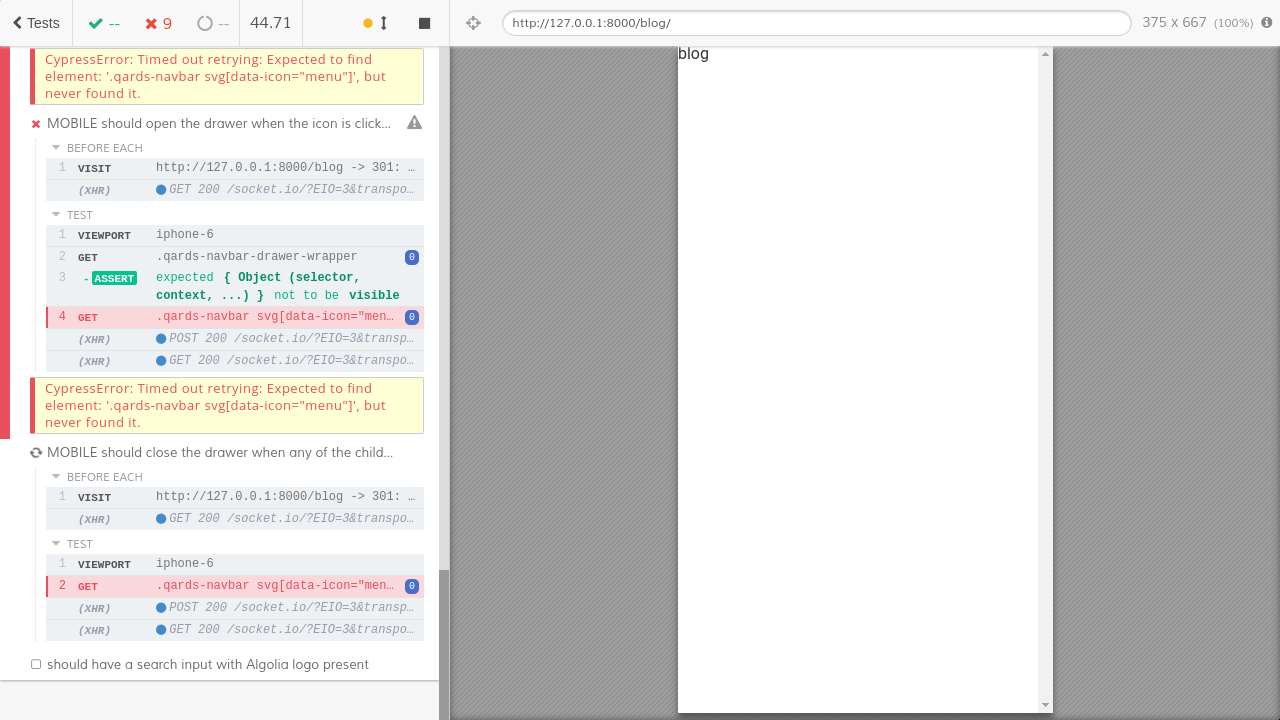 Tests
--
9
--
44.71
http://127.0.0.1:8000/blog/
375 x 667 (100%)
CypressError: Timed out retrying: Expected to find
element: '.qards-navbar svg[data-icon="menu"]', but
never found it.
MOBILE should open the drawer when the icon is click...
BEFORE EACH
1 VISIT http://127.0.0.1:8000/blog -> 301: …
(XHR) GET 200 /socket.io/?EIO=3&transpo…
TEST
1 VIEWPORT iphone-6
2 GET .qards-navbar-drawer-wrapper 0
3 -ASSERT expected { Object (selector,
context, ...) } not to be visible
4 GET .qards-navbar svg[data-icon="men… 0
(XHR) POST 200 /socket.io/?EIO=3&transp…
(XHR) GET 200 /socket.io/?EIO=3&transpo…
CypressError: Timed out retrying: Expected to find
element: '.qards-navbar svg[data-icon="menu"]', but
never found it.
MOBILE should close the drawer when any of the child...
BEFORE EACH
1 VISIT http://127.0.0.1:8000/blog -> 301: …
(XHR) GET 200 /socket.io/?EIO=3&transpo…
TEST
1 VIEWPORT iphone-6
2 GET .qards-navbar svg[data-icon="men… 0
(XHR) POST 200 /socket.io/?EIO=3&transp…
(XHR) GET 200 /socket.io/?EIO=3&transpo…
should have a search input with Algolia logo present
blog